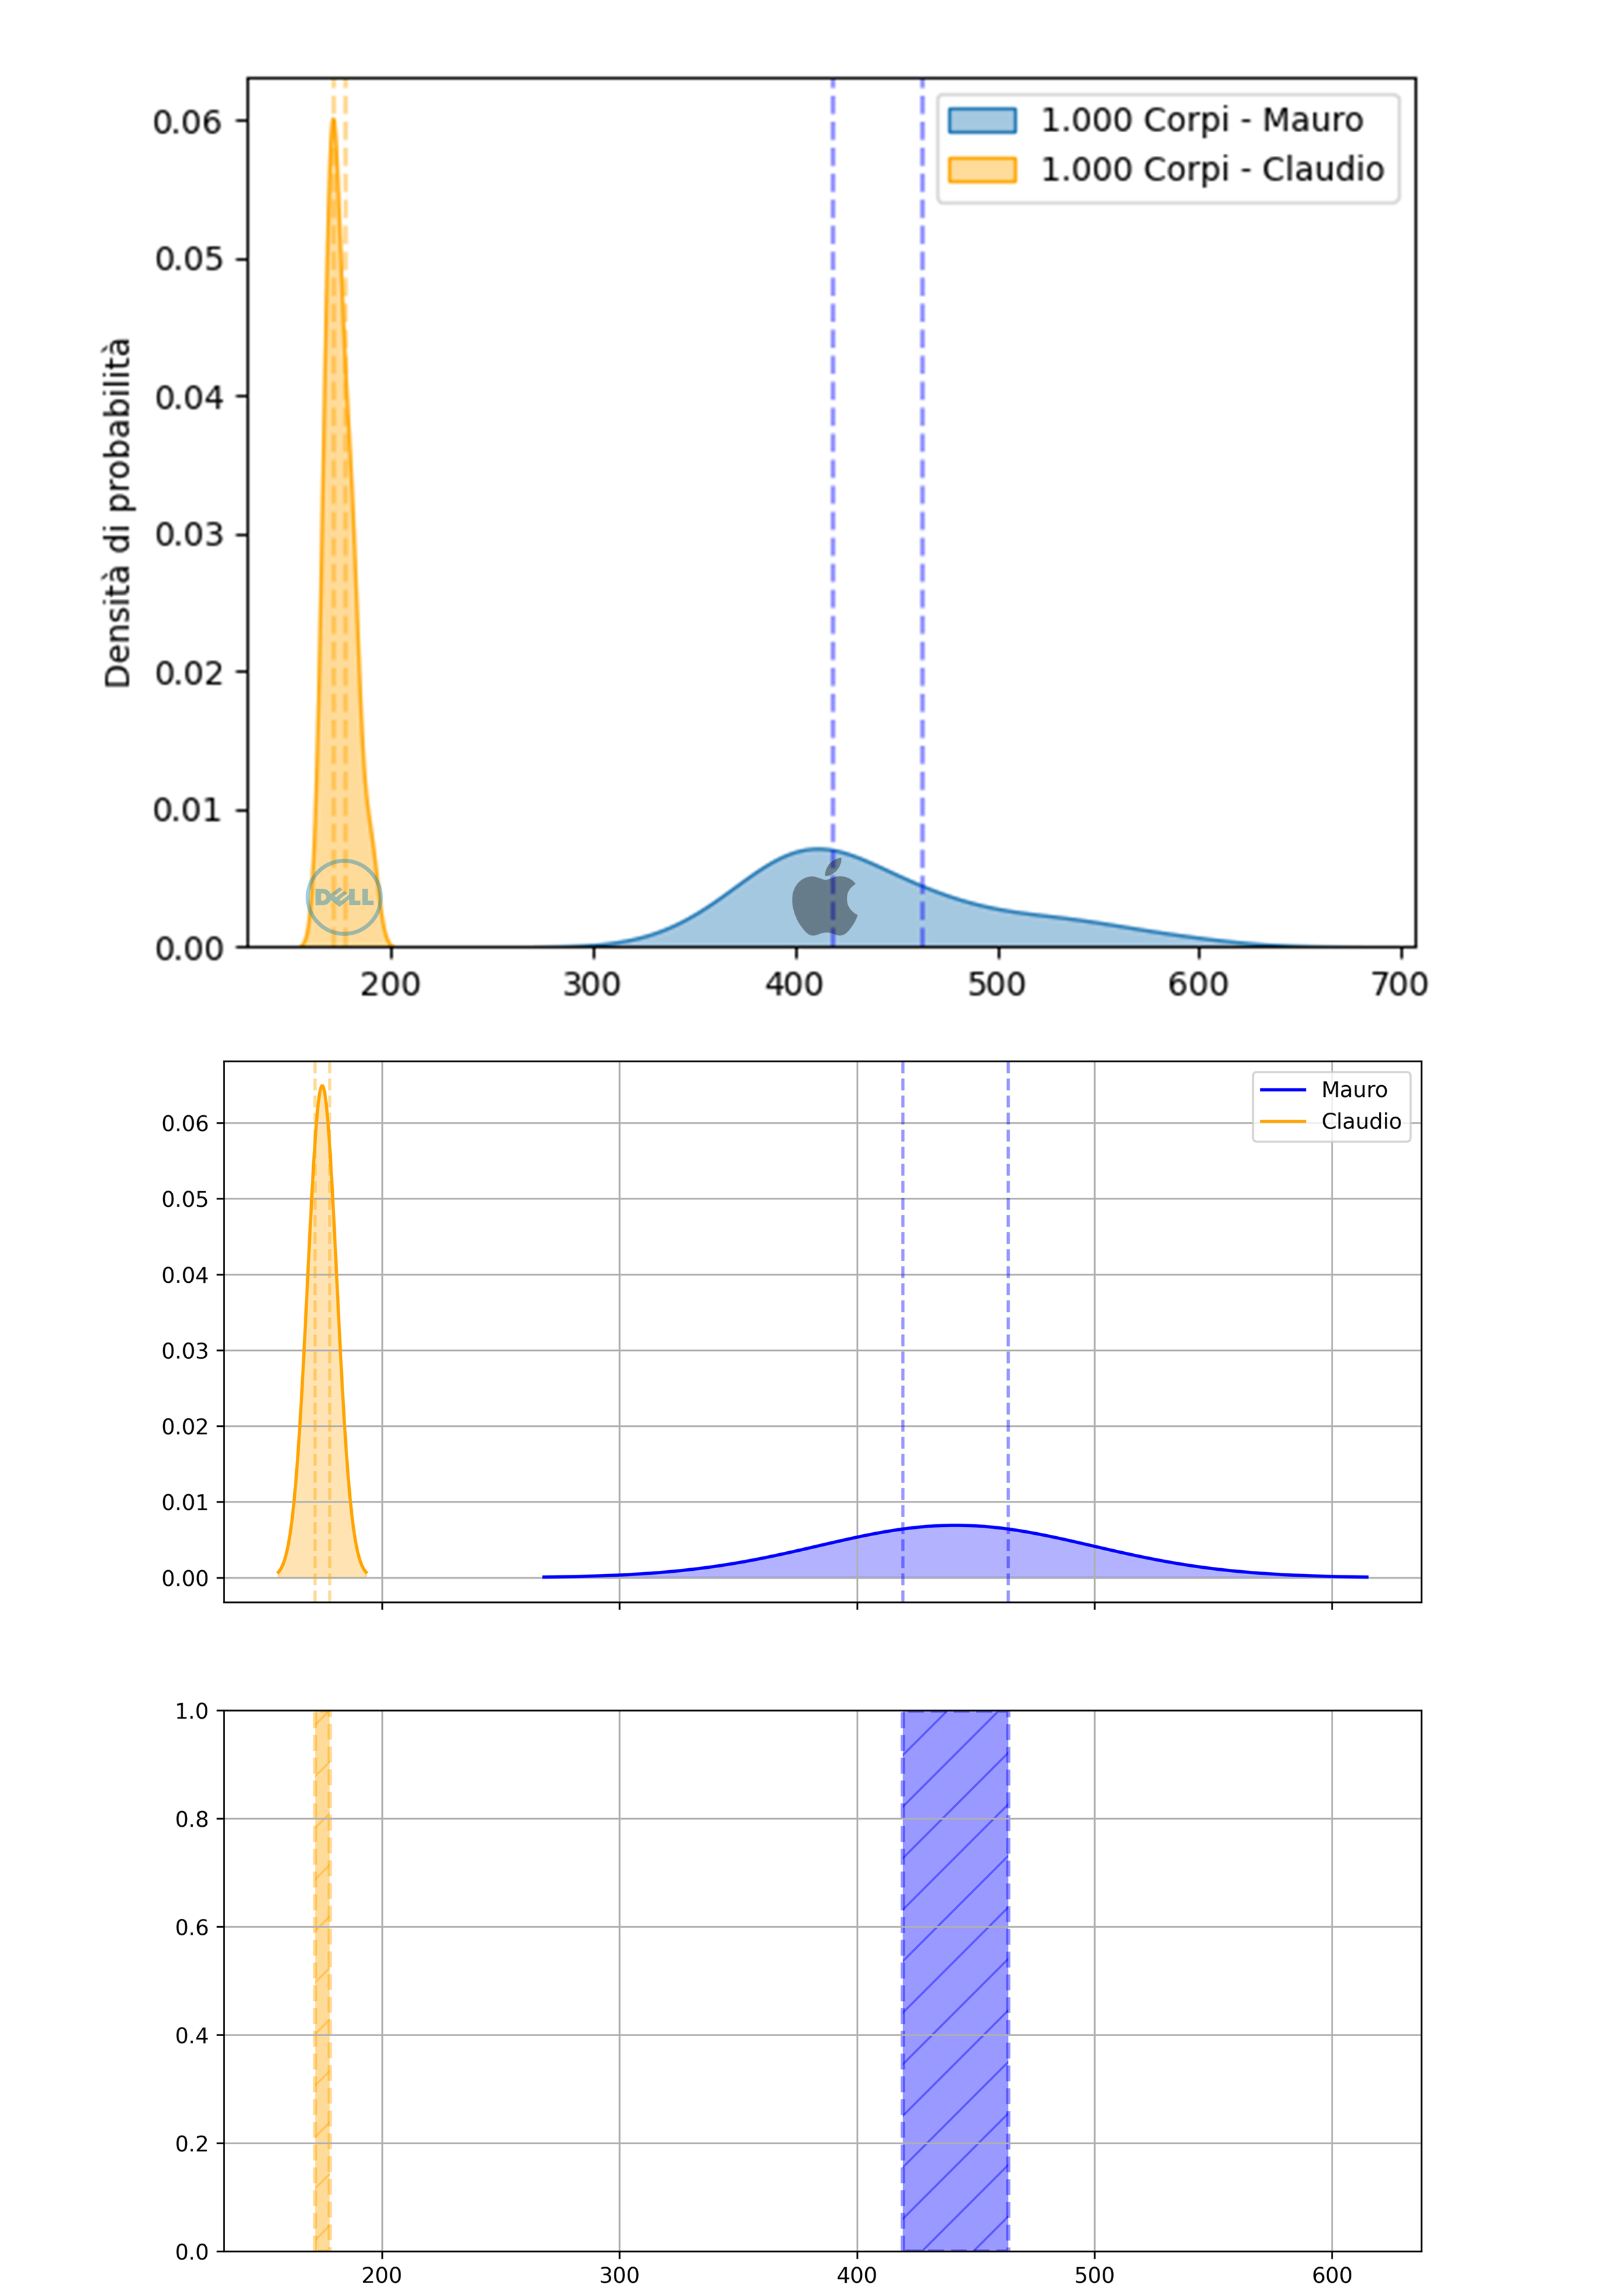 0.06
0.05
0.04
0.03
0.02
0.01
0.00
Densità di probabilità
1.000 Corpi - Mauro
1.000 Corpi - Claudio
DELL
200 300 400 500 600 700
0.06
0.05
0.04
0.03
0.02
0.01
0.00
Mauro
Claudio
1.0
0.8
0.6
0.4
0.2
0.0
200 300 400 500 600